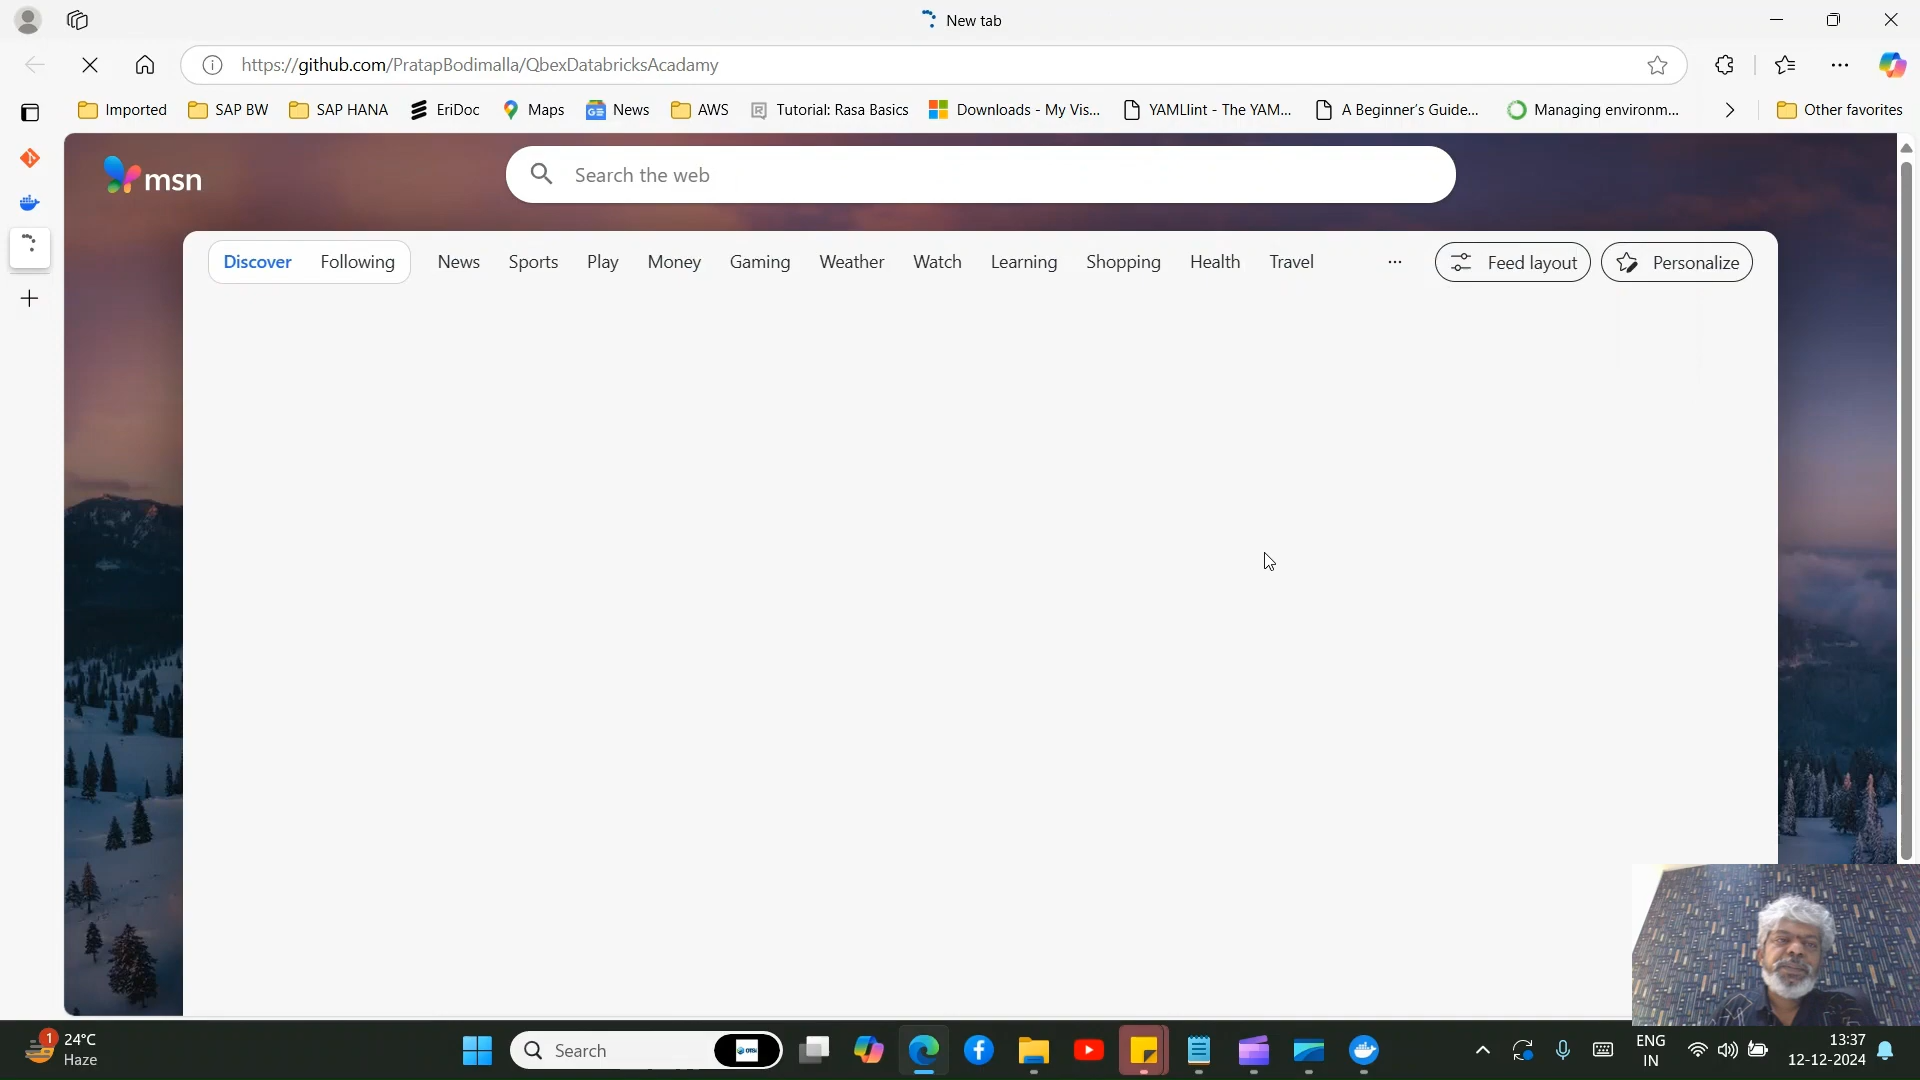 New tab
https://github.com/PratapBodimalla/QbexDatabricksAcadamy
Imported SAP BW SAP HANA EriDoc Maps News AWS Tutorial: Rasa Basics Downloads - My Vis... YAMLlint - The YAM... A Beginner's Guide... Managing environm... Other favorites
msn
Search the web
Discover Following News Sports Play Money Gaming Weather Watch Learning Shopping Health Travel ... Feed layout Personalize
1 24°C
Haze
Search
ENG
IN
13:37
12-12-2024